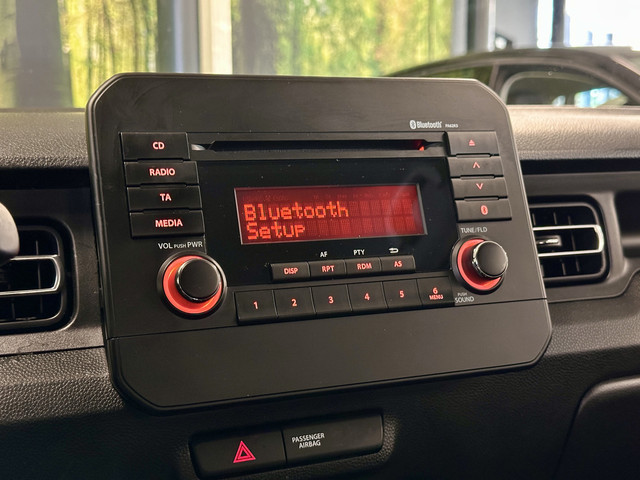 Bluetooth
CD
RADIO
TA
MEDIA
VOL PUSH PWR
Bluetooth
Setup
TUNE/FLD
AF
PTY
DISP
RPT
RDM
AS
1
2
3
4
5
6
MENU
PUSH
SOUND
PASSENGER
AIRBAG